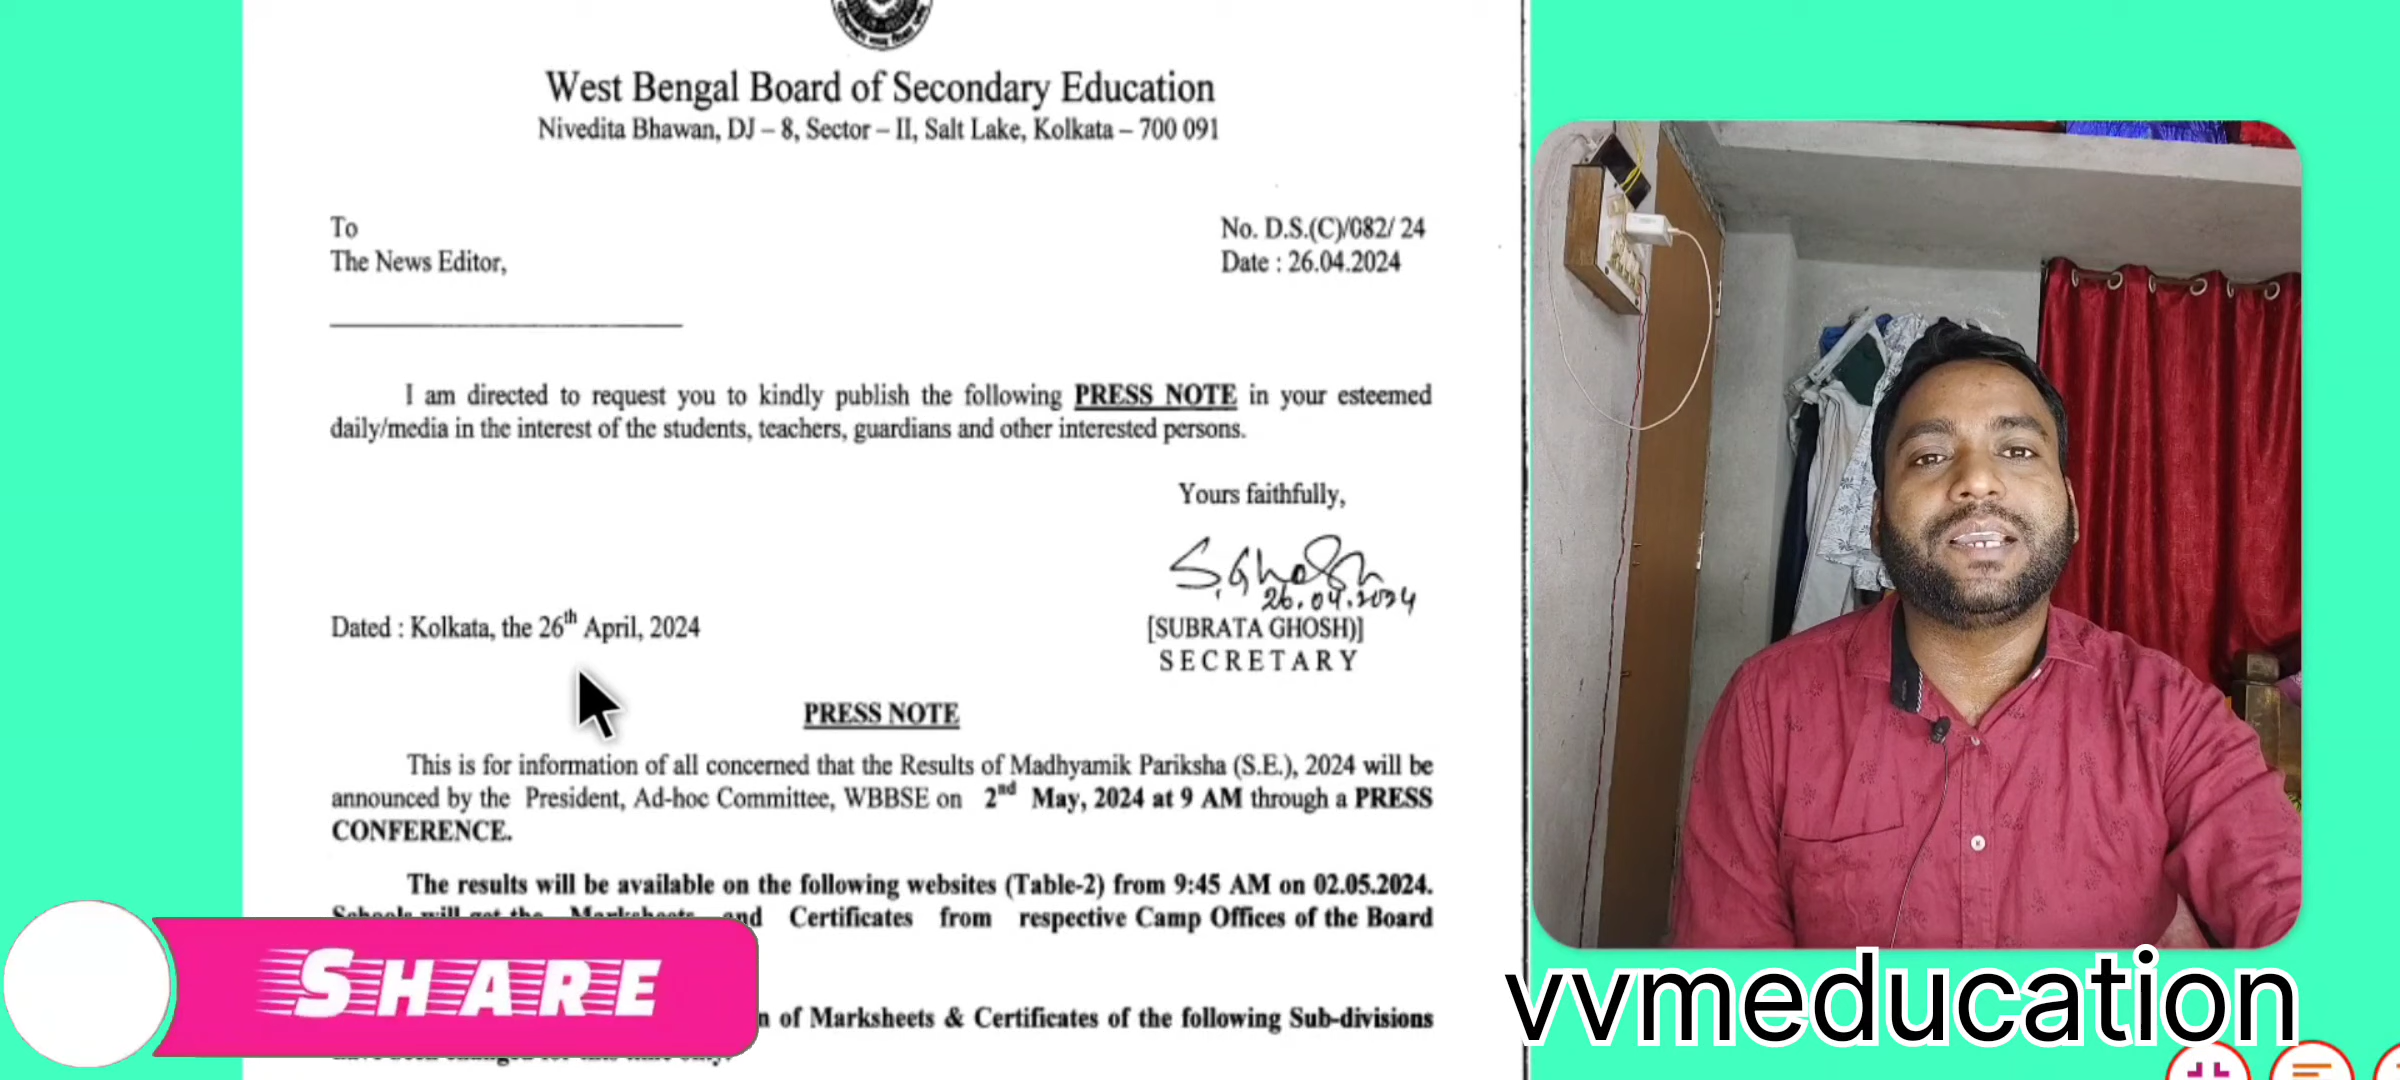 West Bengal Board of Secondary Education
Nivedita Bhawan, DJ – 8, Sector – II, Salt Lake, Kolkata – 700 091
To
No. D.S.(C)/082/ 24
The News Editor,
Date : 26.04.2024
I am directed to request you to kindly publish the following PRESS NOTE in your esteemed
daily/media in the interest of the students, teachers, guardians and other interested persons.
Yours faithfully,
S.Ghosh
26.04.2024
Dated : Kolkata, the 26th April, 2024
[SUBRATA GHOSH)]
SECRETARY
PRESS NOTE
This is for information of all concerned that the Results of Madhyamik Pariksha (S.E.), 2024 will be
announced by the President, Ad-hoc Committee, WBBSE on 2nd May, 2024 at 9 AM through a PRESS
CONFERENCE.
The results will be available on the following websites (Table-2) from 9:45 AM on 02.05.2024.
Schools will get the Marksheets and Certificates from respective Camp Offices of the Board
SHARE
n of Marksheets & Certificates of the following Sub-divisions
vvmeducation